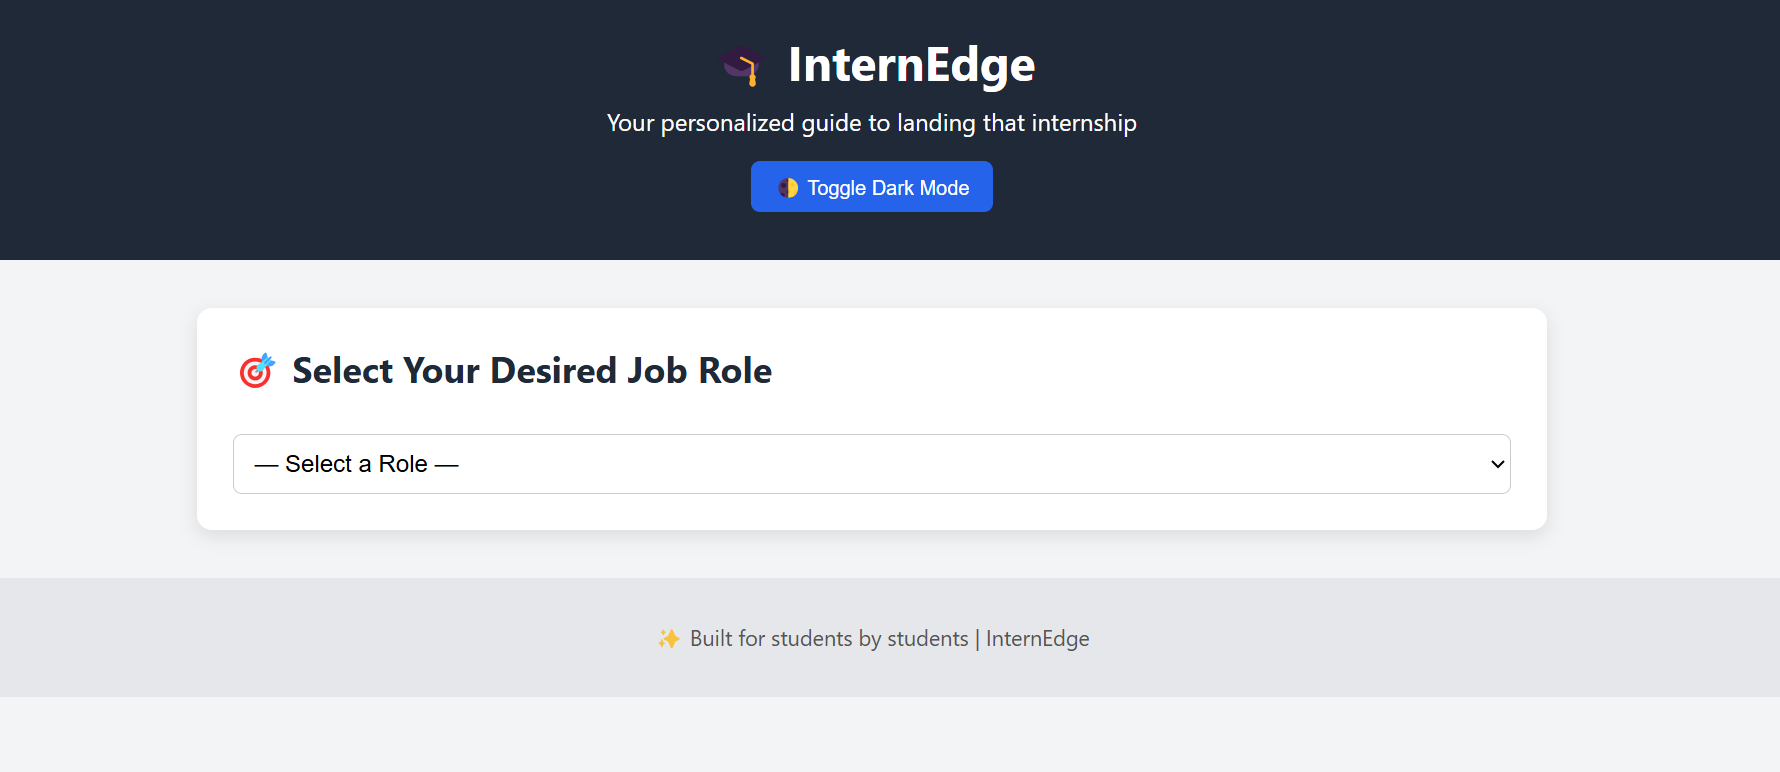 InternEdge
Your personalized guide to landing that internship
Toggle Dark Mode
Select Your Desired Job Role
— Select a Role —
Built for students by students | InternEdge